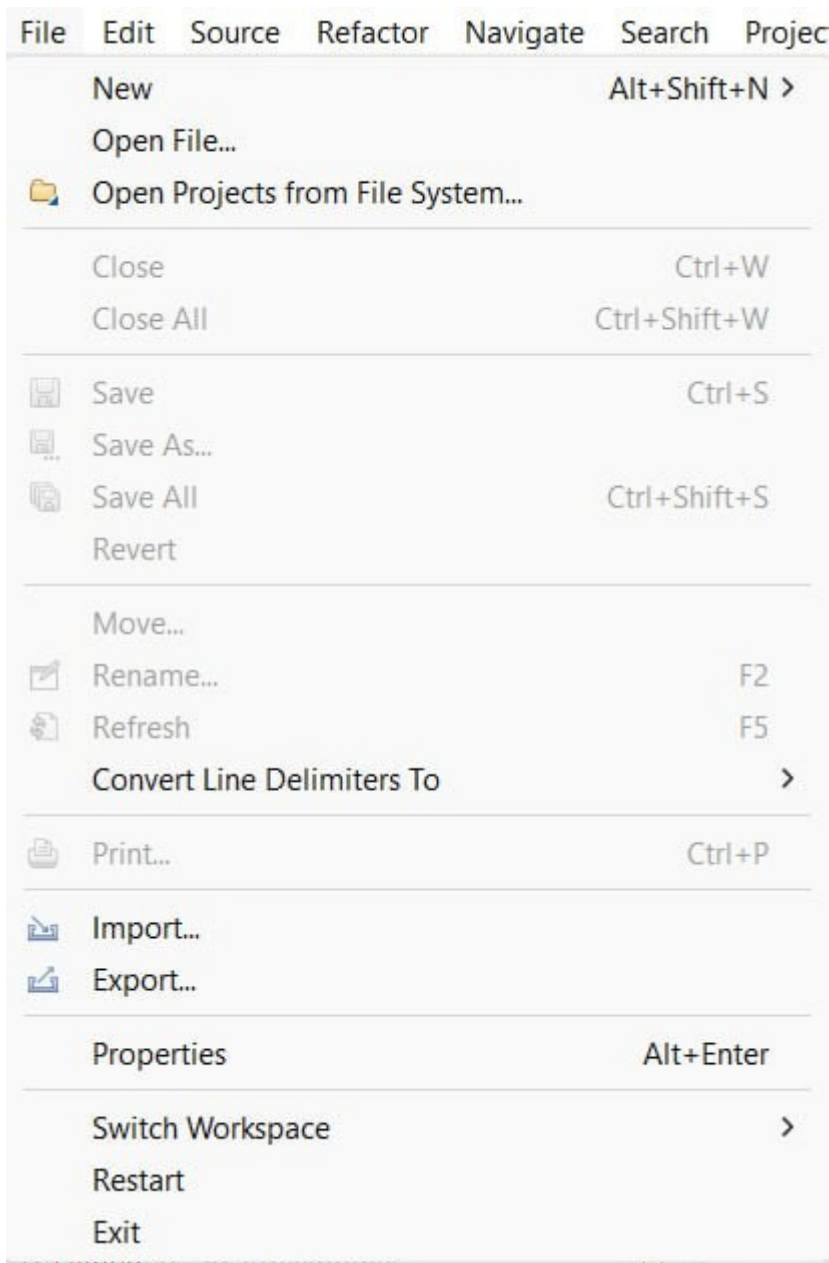 File Edit Source Refactor Navigate Search Projec
New Alt+Shift+N >
Open File...
Open Projects from File System...
Close Ctrl+W
Close All Ctrl+Shift+W
Save Ctrl+S
Save As...
Save All Ctrl+Shift+S
Revert
Move...
Rename... F2
Refresh F5
Convert Line Delimiters To >
Print... Ctrl+P
Import...
Export...
Properties Alt+Enter
Switch Workspace >
Restart
Exit